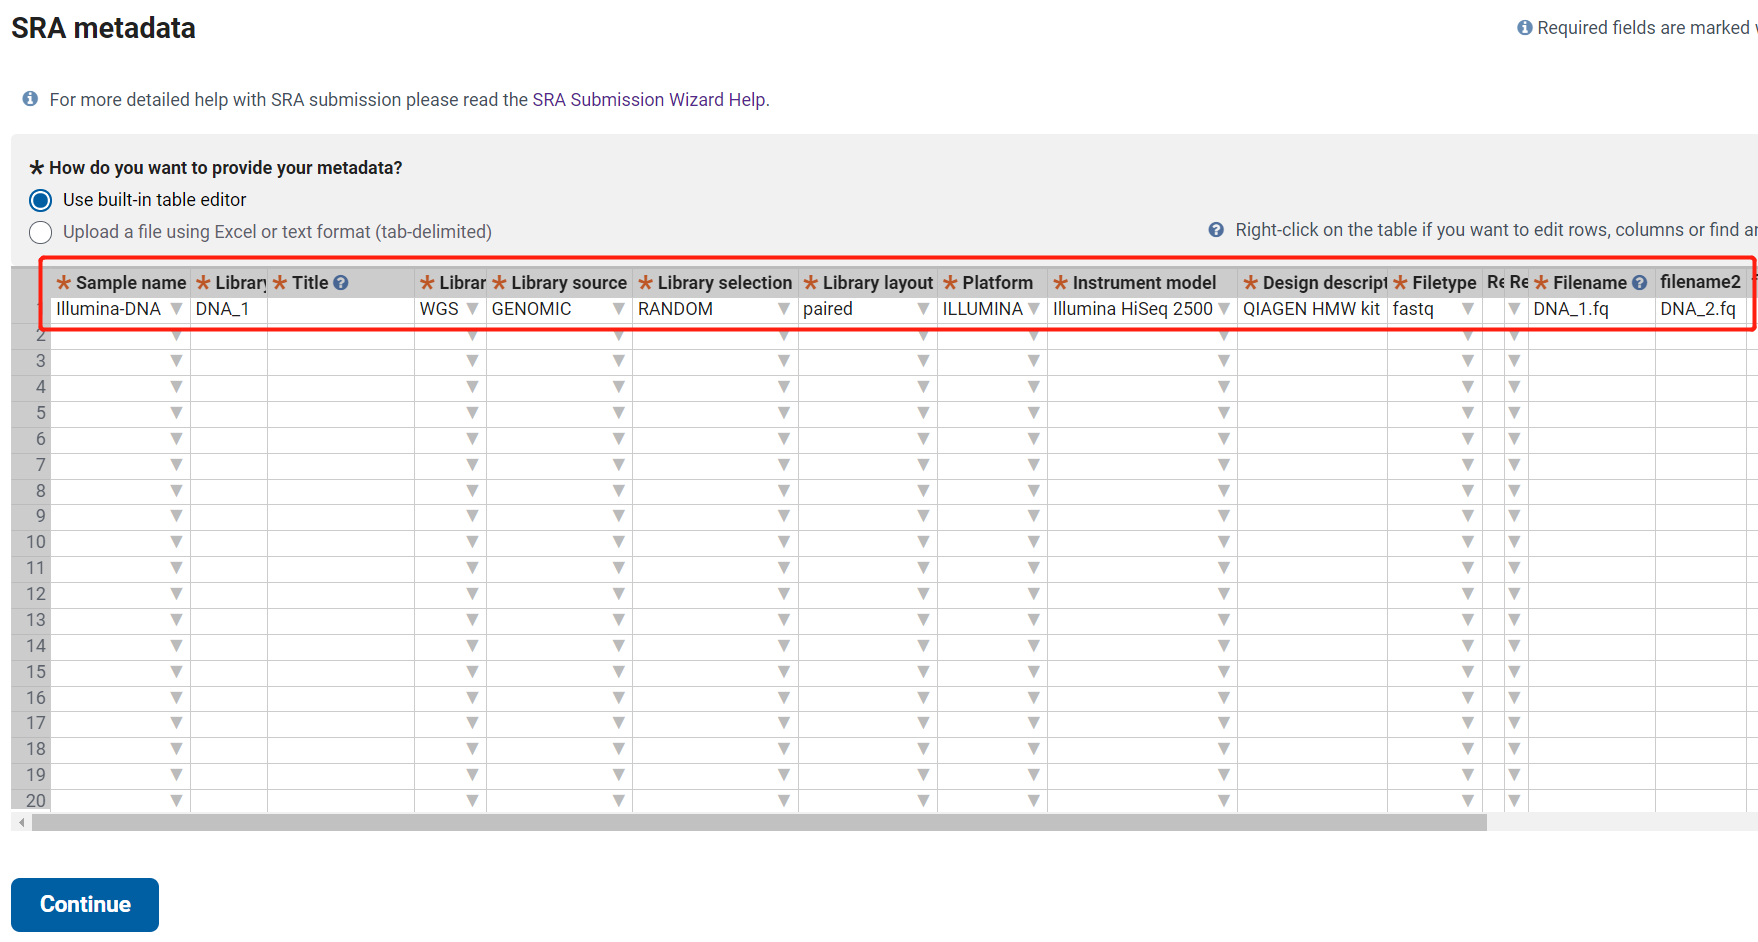 SRA metadata
Required fields are marked
For more detailed help with SRA submission please read the SRA Submission Wizard Help.
* How do you want to provide your metadata?
Use built-in table editor
Upload a file using Excel or text format (tab-delimited)
Right-click on the table if you want to edit rows, columns or find
* Sample name * Library * Title * Librar * Library source * Library selection * Library layout * Platform * Instrument model * Design descript * Filetype Re Re * Filename filename2
Illumina-DNA DNA_1 WGS GENOMIC RANDOM paired ILLUMINA Illumina HiSeq 2500 QIAGEN HMW kit fastq DNA_1.fq DNA_2.fq
2
3
4
5
6
7
8
9
10
11
12
13
14
15
16
17
18
19
20
Continue